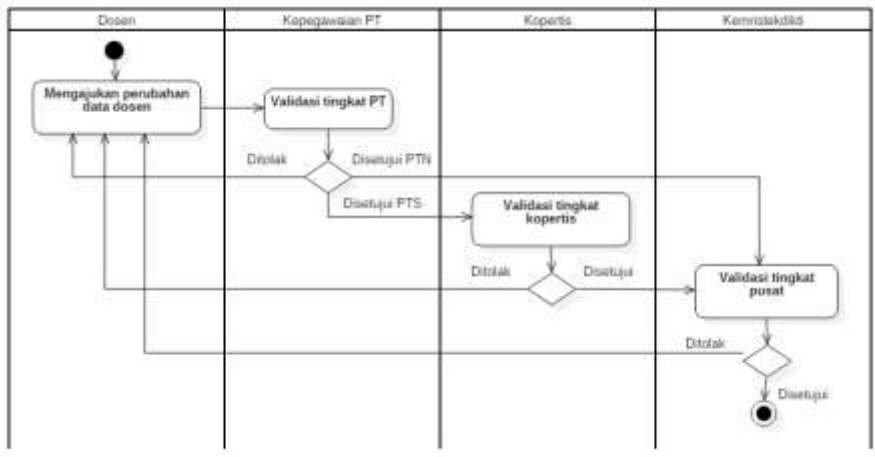 Dosen
Kepegawaian PT
Kopertis
Kemristekdikti
Mengajukan perubahan
data dosen
Validasi tingkat PT
Ditolak
Disetujui PTN
Disetujui PTS
Validasi tingkat
kopertis
Ditolak
Disetujui
Validasi tingkat
pusat
Ditolak
Disetujui